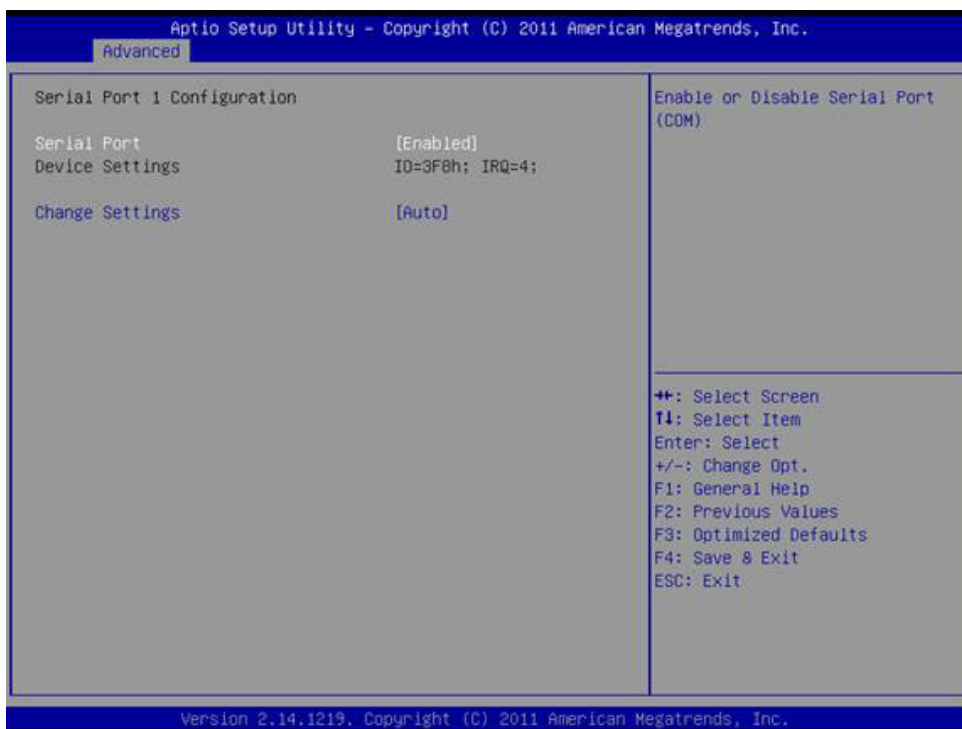 Aptio Setup Utility – Copyright (C) 2011 American Megatrends, Inc.
Advanced
Serial Port 1 Configuration
Serial Port [Enabled]
Device Settings IO=3F8h; IRQ=4;
Change Settings [Auto]
Enable or Disable Serial Port
(COM)
→←: Select Screen
↑↓: Select Item
Enter: Select
+/-: Change Opt.
F1: General Help
F2: Previous Values
F3: Optimized Defaults
F4: Save & Exit
ESC: Exit
Version 2.14.1219. Copyright (C) 2011 American Megatrends, Inc.